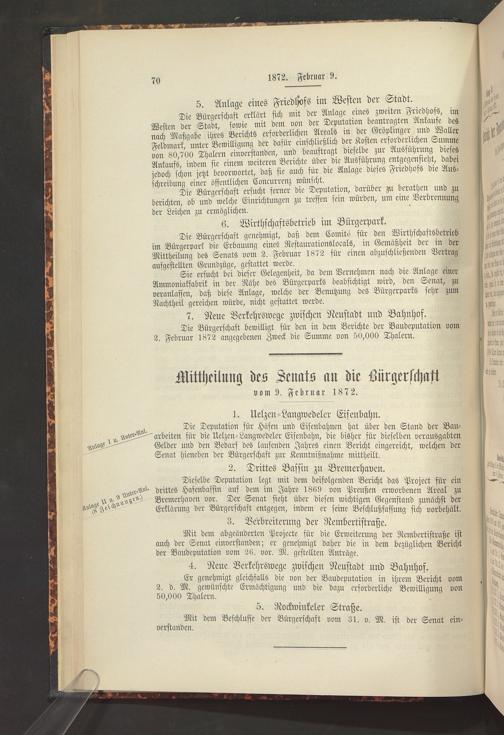 70
1872. Februar 9.
5. Anlage eines Friedhofs im Westen der Stadt.
Die Bürgerschaft erklärt sich mit der Anlage eines zweiten Friedhofs, im
Westen der Stadt, sowie mit dem von der Deputation beantragten Ankaufe des
nach Maßgabe ihres Berichts erforderlichen Areals in der Gröplinger und Waller
Feldmark, unter Bewilligung der dafür einschließlich der Kosten erforderlichen Summe
von 80,700 Thalern einverstanden, und beauftragt dieselbe zur Ausführung dieses
Ankaufs, indem sie einem weiteren Berichte über die Ausführung entgegensieht, dabei
jedoch schon jetzt bevorwortet, daß sie auch für die Anlage dieses Friedhofs die Aus-
schreibung einer öffentlichen Concurrenz wünscht.
Die Bürgerschaft ersucht ferner die Deputation, darüber zu berathen und zu
berichten, ob und welche Einrichtungen zu treffen sein würden, um eine Verbrennung
der Leichen zu ermöglichen.
6. Wirthschaftsbetrieb im Bürgerpark.
Die Bürgerschaft genehmigt, daß dem Comité für den Wirthschaftsbetrieb
im Bürgerpark die Erbauung eines Restaurationslocals, in Gemäßheit der in der
Mittheilung des Senats vom 2. Februar 1872 für einen abzuschließenden Vertrag
aufgestellten Grundzüge, gestattet werde.
Sie ersucht bei dieser Gelegenheit, da dem Vernehmen nach die Anlage einer
Ammoniakfabrik in der Nähe des Bürgerparks beabsichtigt wird, den Senat, zu
veranlassen, daß diese Anlage, welche der Benutzung des Bürgerparks sehr zum
Nachtheil gereichen würde, nicht gestattet werde.
7. Neue Verkehrswege zwischen Neustadt und Bahnhof.
Die Bürgerschaft bewilligt für den in dem Berichte der Baudeputation vom
2. Februar 1872 angegebenen Zweck die Summe von 50,000 Thalern.
Mittheilung des Senats an die Bürgerschaft
vom 9. Februar 1872.
1. Uelzen-Langwedeler Eisenbahn.
Die Deputation für Häfen und Eisenbahnen hat über den Stand der Bau-
Anlage I u. Unter-Anl.
arbeiten für die Uelzen-Langwedeler Eisenbahn, die bisher für dieselben verausgabten
Gelder und den Bedarf des laufenden Jahres einen Bericht eingereicht, welchen der
Senat hieneben der Bürgerschaft zur Kenntnißnahme mittheilt.
2. Drittes Bassin zu Bremerhaven.
Dieselbe Deputation legt mit dem beifolgenden Bericht das Project für ein
Anlage II u. 9 Unter-Anl.
(8 Zeichnungen.)
drittes Hafenbassin auf dem im Jahre 1869 von Preußen erworbenen Areal zu
Bremerhaven vor. Der Senat sieht über diesen wichtigen Gegenstand zunächst der
Erklärung der Bürgerschaft entgegen, indem er seine Beschlußfassung sich vorbehält.
3. Verbreiterung der Rembertistraße.
Mit dem abgeänderten Projecte für die Erweiterung der Rembertistraße ist
auch der Senat einverstanden; er genehmigt daher die in dem bezüglichen Bericht
der Baudeputation vom 26. vor. M. gestellten Anträge.
4. Neue Verkehrswege zwischen Neustadt und Bahnhof.
Er genehmigt gleichfalls die von der Baudeputation in ihrem Bericht vom
2. d. M. gewünschte Ermächtigung und die dazu erforderliche Bewilligung von
50,000 Thalern.
5. Rockwinkeler Straße.
Mit dem Beschlusse der Bürgerschaft vom 31. v. M. ist der Senat ein-
verstanden.